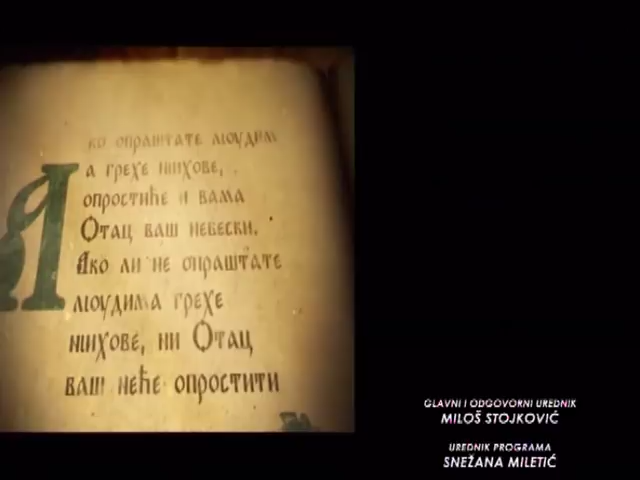 Ако опраштате људима
а грехе њихове,
опростиће и вама
Отац ваш небески.
Ако ли не опраштате
људима грехе
њихове, ни Отац
ваш неће опростити
GLAVNI I ODGOVORNI UREDNIK
MILOŠ STOJKOVIĆ
UREDNIK PROGRAMA
SNEŽANA MILETIĆ